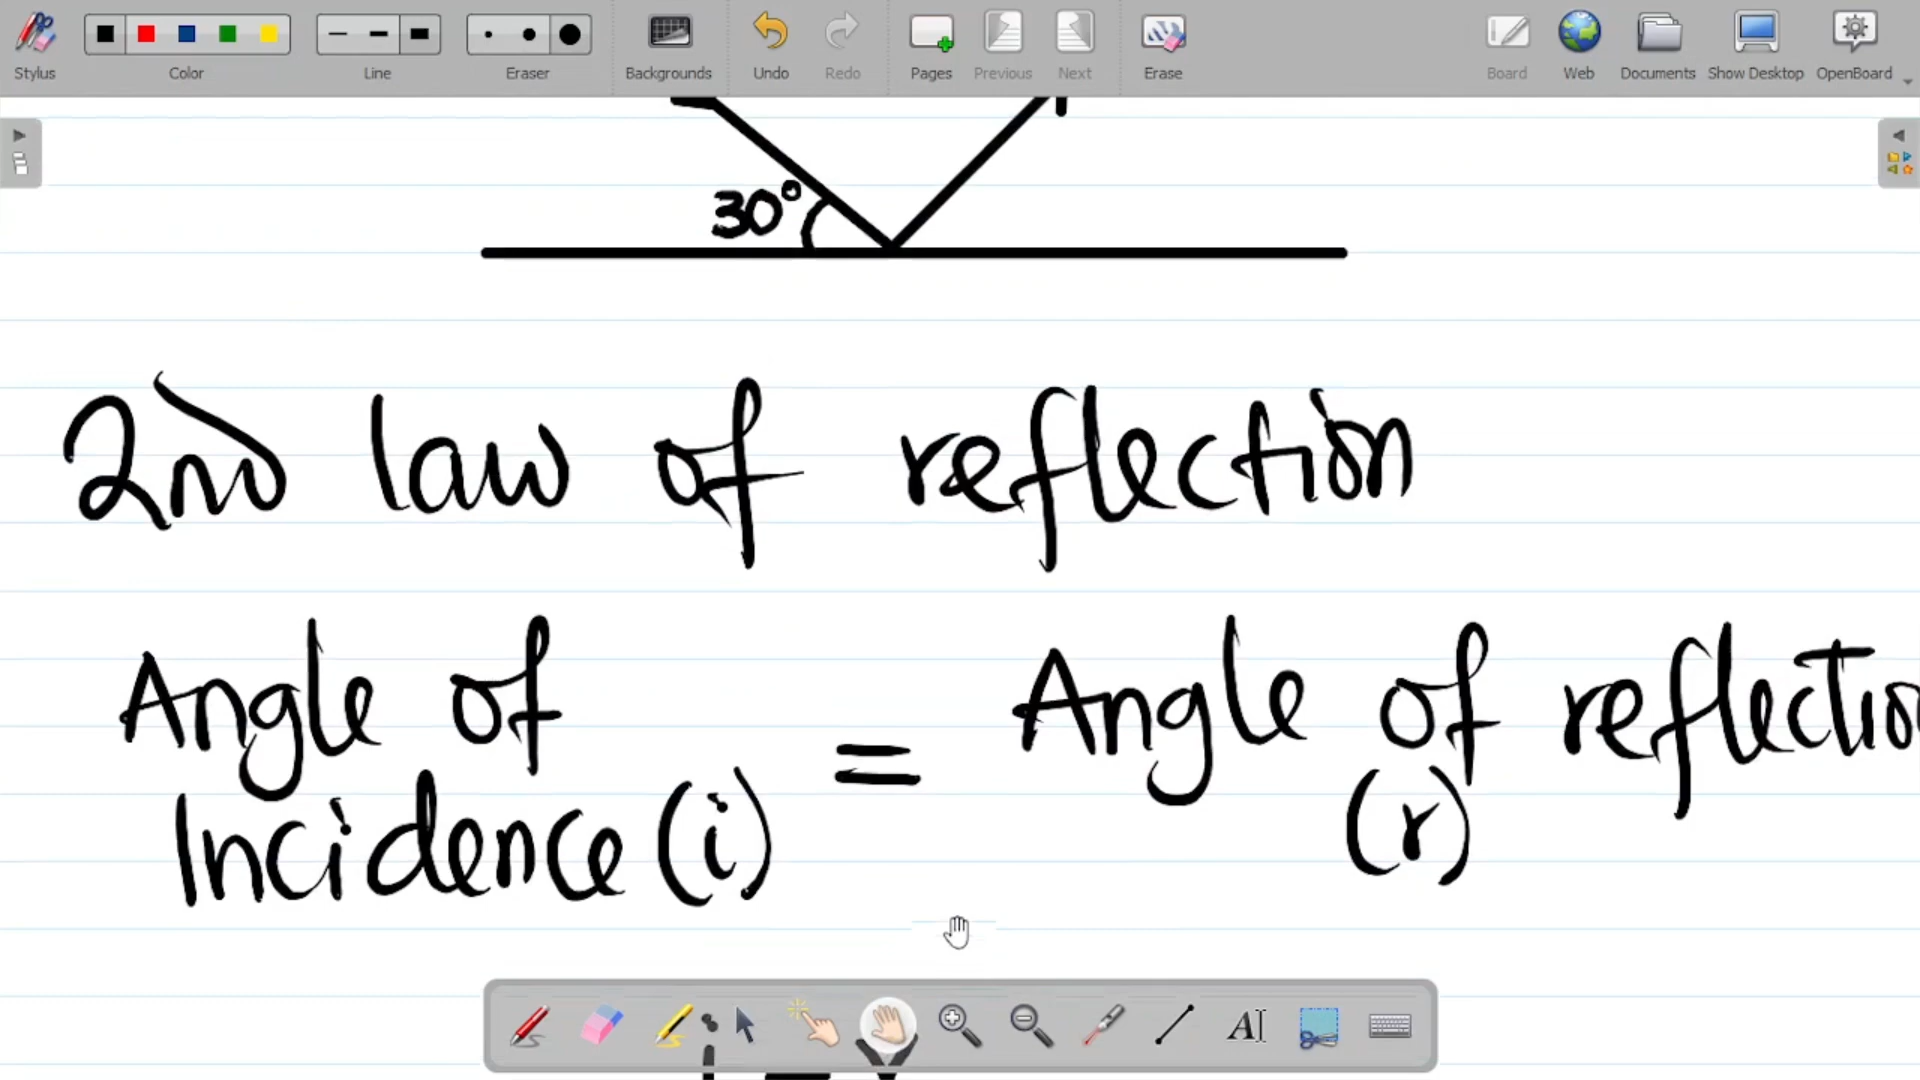 Stylus Color Line Eraser Backgrounds Undo Redo Pages Previous Next Erase Board Web Documents Show Desktop OpenBoard
30°
2nd law of reflection
Angle of
Incidence (i)
=
Angle of reflection
(r)